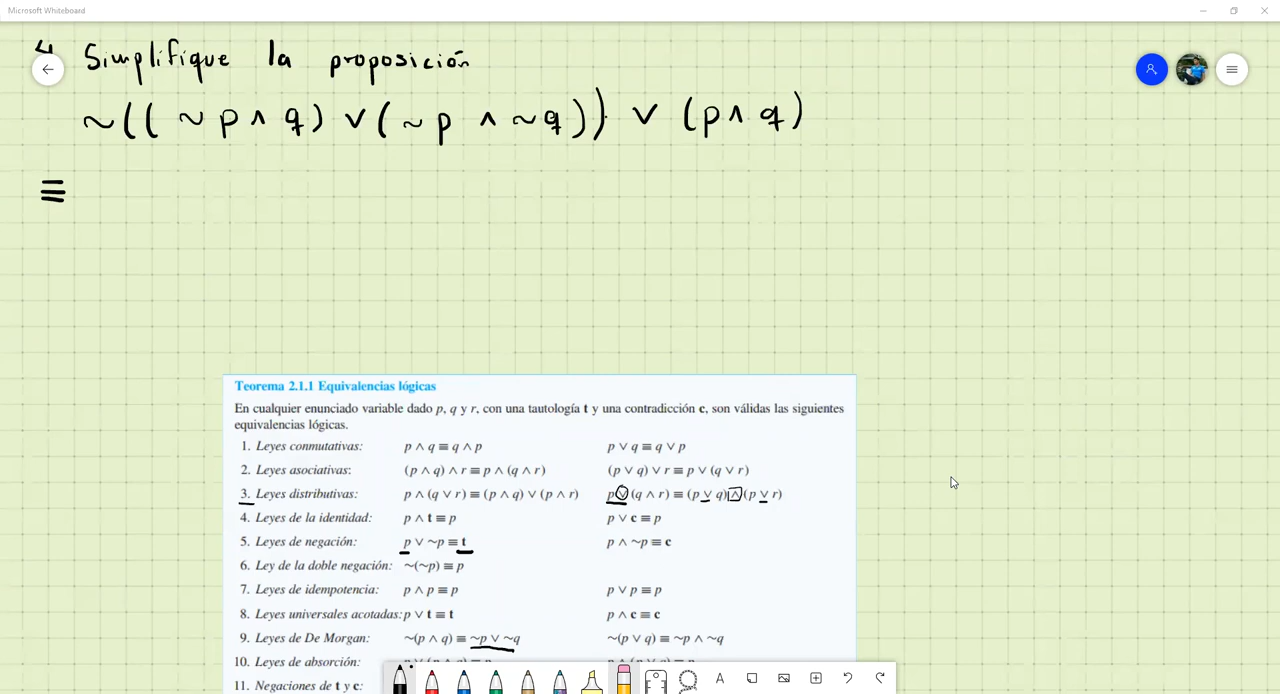 Microsoft Whiteboard
4 Simplifique la proposición
~((~p ∧ q) ∨ (~p ∧ ~q)) ∨ (p ∧ q)
≡
Teorema 2.1.1 Equivalencias lógicas
En cualquier enunciado variable dado p, q y r, con una tautología t y una contradicción c, son válidas las siguientes
equivalencias lógicas.
1. Leyes conmutativas: p ∧ q ≡ q ∧ p p ∨ q ≡ q ∨ p
2. Leyes asociativas: (p ∧ q) ∧ r ≡ p ∧ (q ∧ r) (p ∨ q) ∨ r ≡ p ∨ (q ∨ r)
3. Leyes distributivas: p ∧ (q ∨ r) ≡ (p ∧ q) ∨ (p ∧ r) p ∨ (q ∧ r) ≡ (p ∨ q) ∧ (p ∨ r)
4. Leyes de la identidad: p ∧ t ≡ p p ∨ c ≡ p
5. Leyes de negación: p ∨ ~p ≡ t p ∧ ~p ≡ c
6. Ley de la doble negación: ~(~p) ≡ p
7. Leyes de idempotencia: p ∧ p ≡ p p ∨ p ≡ p
8. Leyes universales acotadas: p ∨ t ≡ t p ∧ c ≡ c
9. Leyes de De Morgan: ~(p ∧ q) ≡ ~p ∨ ~q ~(p ∨ q) ≡ ~p ∧ ~q
10. Leyes de absorción:
11. Negaciones de t y c: